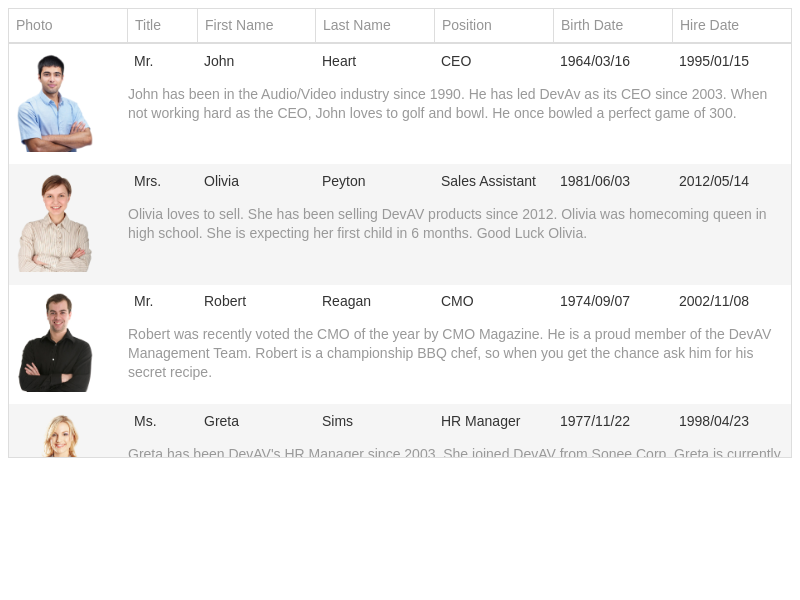 Photo Title First Name Last Name Position Birth Date Hire Date
Mr. John Heart CEO 1964/03/16 1995/01/15
John has been in the Audio/Video industry since 1990. He has led DevAv as its CEO since 2003. When
not working hard as the CEO, John loves to golf and bowl. He once bowled a perfect game of 300.
Mrs. Olivia Peyton Sales Assistant 1981/06/03 2012/05/14
Olivia loves to sell. She has been selling DevAV products since 2012. Olivia was homecoming queen in
high school. She is expecting her first child in 6 months. Good Luck Olivia.
Mr. Robert Reagan CMO 1974/09/07 2002/11/08
Robert was recently voted the CMO of the year by CMO Magazine. He is a proud member of the DevAV
Management Team. Robert is a championship BBQ chef, so when you get the chance ask him for his
secret recipe.
Ms. Greta Sims HR Manager 1977/11/22 1998/04/23
Greta has been DevAV's HR Manager since 2003. She joined DevAV from Sonee Corp. Greta is currently